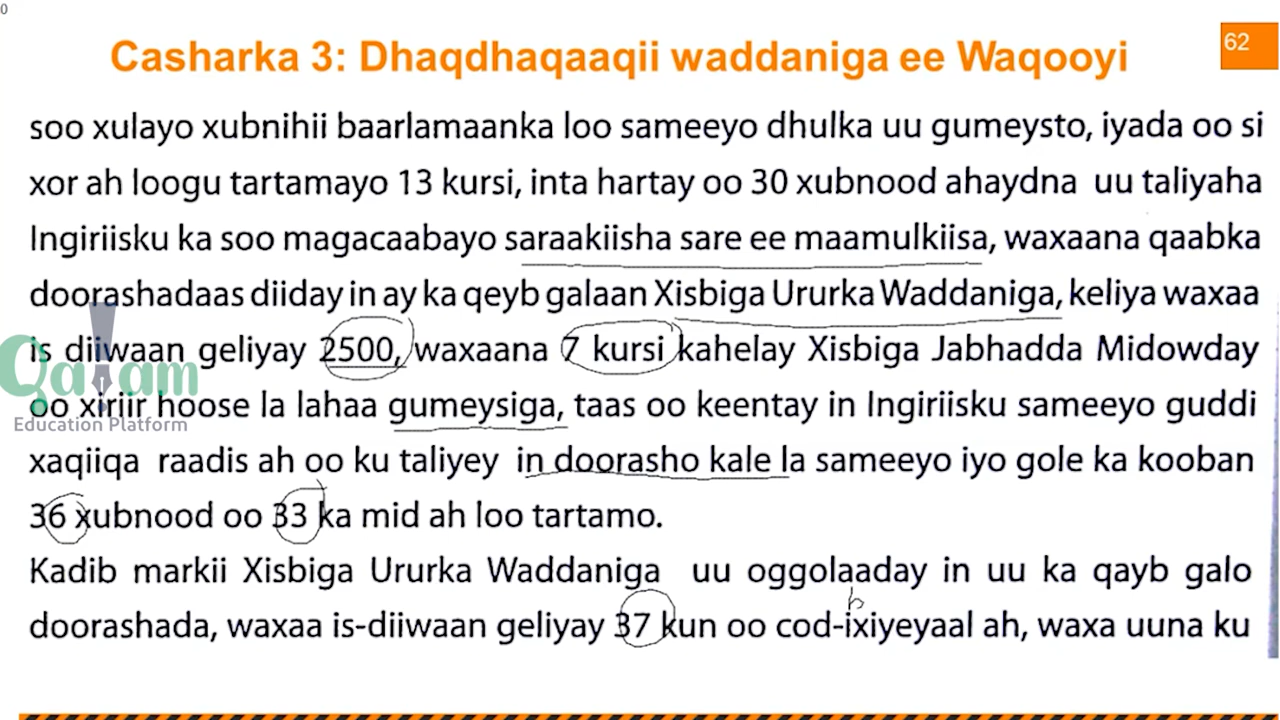 0
Casharka 3: Dhaqdhaqaaqii waddaniga ee Waqooyi
62
soo xulayo xubnihii baarlamaanka loo sameeyo dhulka uu gumeysto, iyada oo si
xor ah loogu tartamayo 13 kursi, inta hartay oo 30 xubnood ahaydna uu taliyaha
Ingiriisku ka soo magacaabayo saraakiisha sare ee maamulkiisa, waxaana qaabka
doorashadaas diiday in ay ka qeyb galaan Xisbiga Ururka Waddaniga, keliya waxaa
is diiwaan geliyay 2500, waxaana 7 kursi kahelay Xisbiga Jabhadda Midowday
oo xiriir hoose la lahaa gumeysiga, taas oo keentay in Ingiriisku sameeyo guddi
xaqiiqa raadis ah oo ku taliyey in doorasho kale la sameeyo iyo gole ka kooban
36 xubnood oo 33 ka mid ah loo tartamo.
Kadib markii Xisbiga Ururka Waddaniga uu oggolaaday in uu ka qayb galo
b
doorashada, waxaa is-diiwaan geliyay 37 kun oo cod-ixiyeyaal ah, waxa uuna ku
Qalam
Education Platform